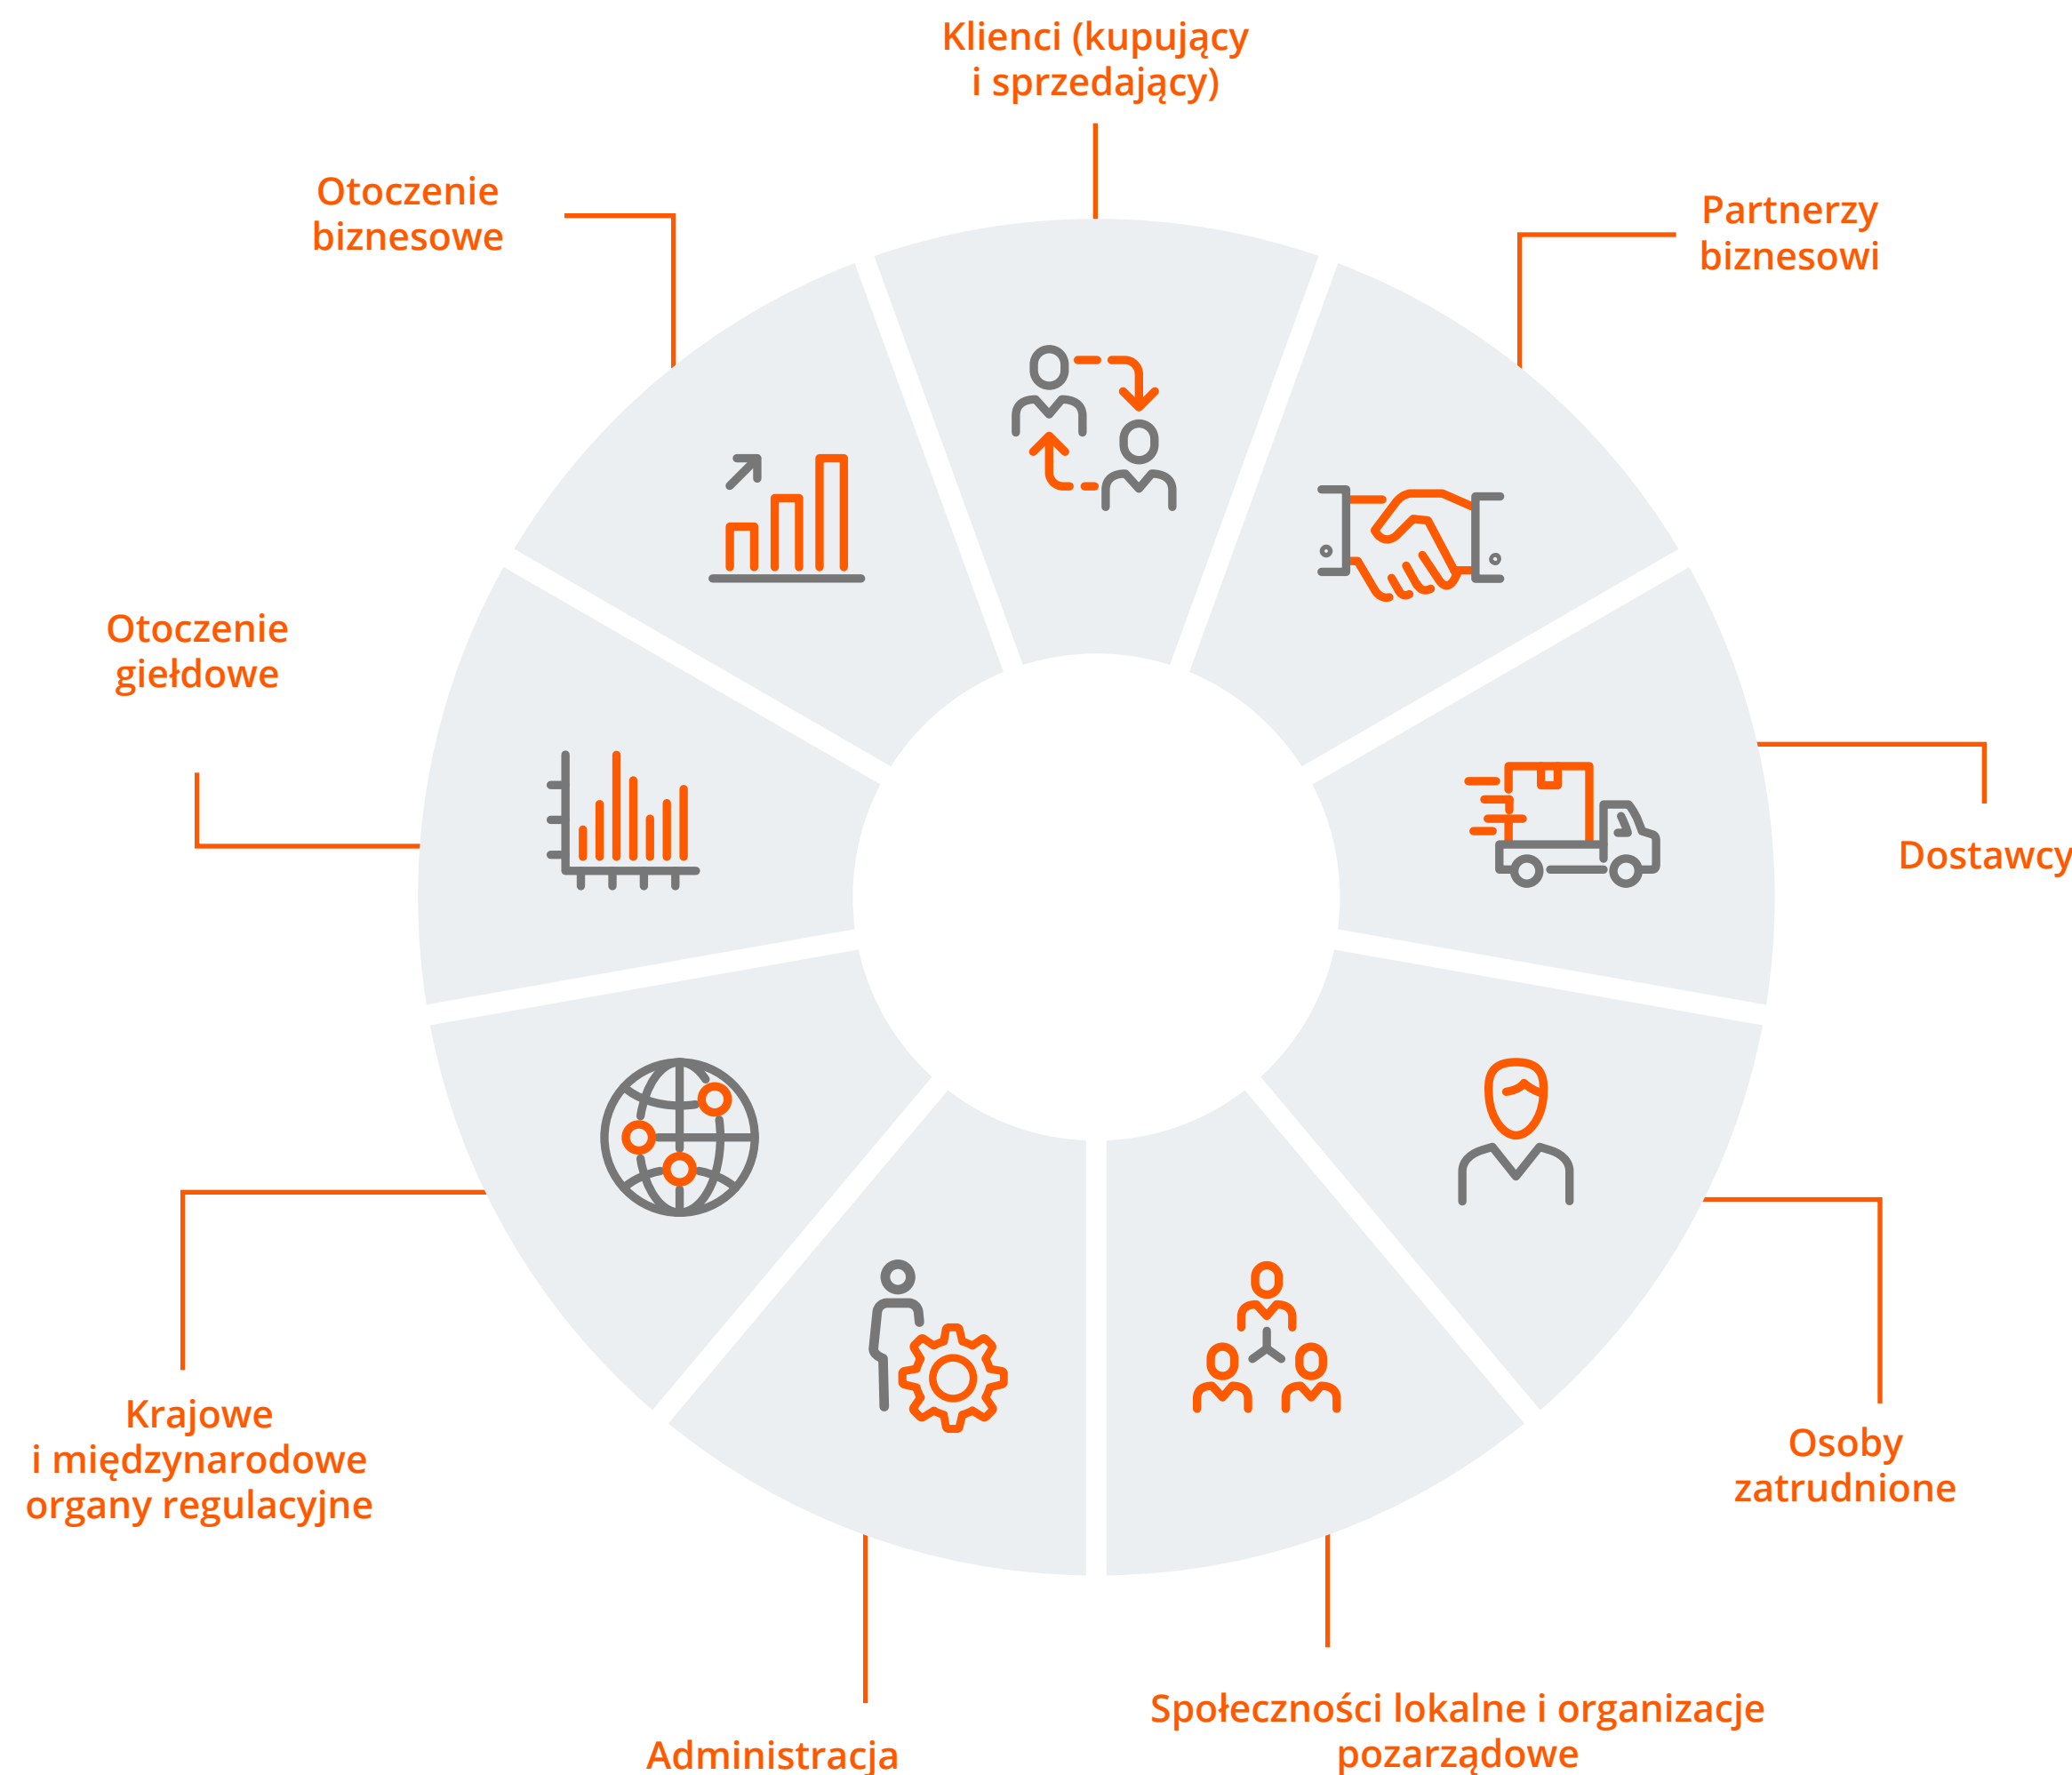 Klienci (kupujący
i sprzedający)
Partnerzy
biznesowi
Dostawcy
Osoby
zatrudnione
Społeczności lokalne i organizacje
pozarządowe
Administracja
Krajowe
i międzynarodowe
organy regulacyjne
Otoczenie
giełdowe
Otoczenie
biznesowe